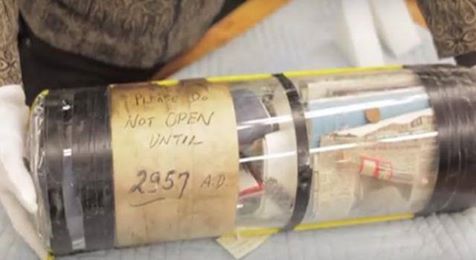 PLEASE DO
NOT OPEN
UNTIL
2957 A.D.